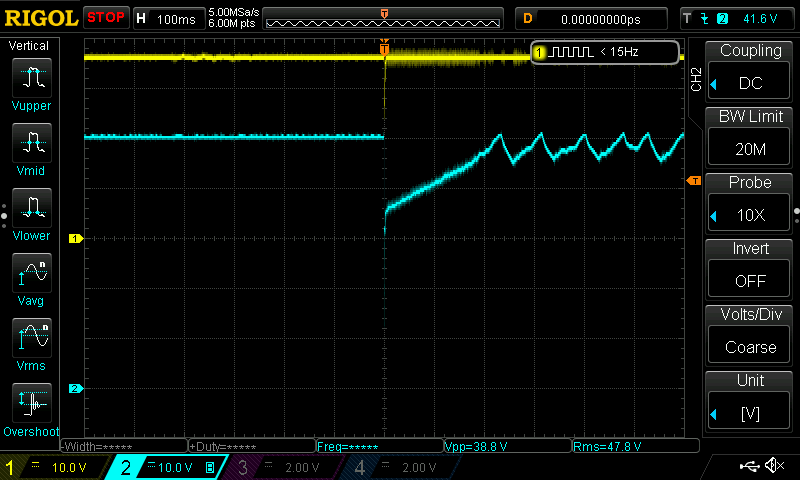 RIGOL STOP H 100ms 5.00MSa/s D 0.00000000ps T 2 41.6 V
6.00M pts
T
Vertical
1 < 15Hz
Coupling
DC
Vupper
CH2
BW Limit
20M
Vmid
Probe
T
10X
Vlower
1
Invert
OFF
n
Vavg
Volts/Div
Coarse
n
Vrms
Unit
2
[V]
Overshoot
-Width=***** +Duty=***** Freq=***** Vpp=38.8 V Rms=47.8 V
1 10.0 V 2 10.0 V B 3 2.00 V 4 2.00 V